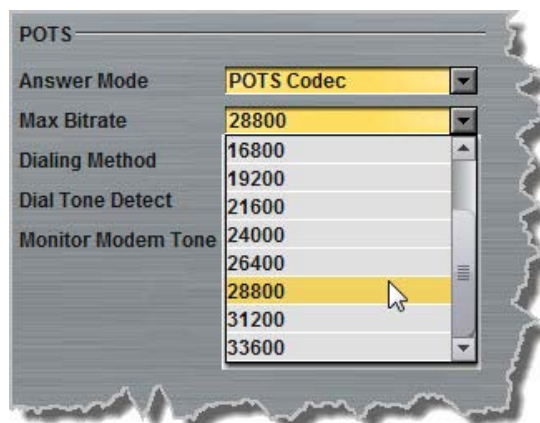 POTS
Answer Mode POTS Codec
Max Bitrate 28800
16800
Dialing Method
19200
Dial Tone Detect
21600
24000
Monitor Modem Tone
26400
28800
31200
33600